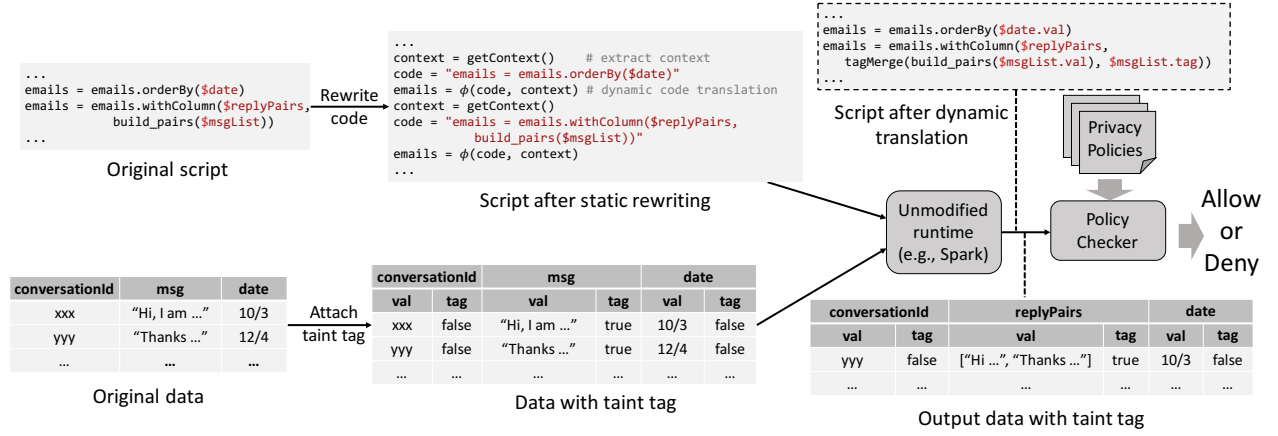 ...
emails = emails.orderBy($date)
emails = emails.withColumn($replyPairs,
build_pairs($msgList))
...
Original script
Rewrite
code
...
context = getContext()    # extract context
code = "emails = emails.orderBy($date)"
emails = ϕ(code, context) # dynamic code translation
context = getContext()
code = "emails = emails.withColumn($replyPairs,
build_pairs($msgList))"
emails = ϕ(code, context)
...
Script after static rewriting
...
emails = emails.orderBy($date.val)
emails = emails.withColumn($replyPairs,
tagMerge(build_pairs($msgList.val), $msgList.tag))
...
Script after dynamic
translation
Privacy
Policies
Unmodified
runtime
(e.g., Spark)
Policy
Checker
Allow
or
Deny
conversationId msg date
xxx "Hi, I am …" 10/3
yyy "Thanks …" 12/4
… … …
Original data
Attach
taint tag
conversationId msg date
val tag val tag val tag
xxx false "Hi, I am …" true 10/3 false
yyy false "Thanks …" true 12/4 false
… … … … … …
Data with taint tag
conversationId replyPairs date
val tag val tag val tag
yyy false ["Hi …", "Thanks …"] true 10/3 false
… … … … … …
Output data with taint tag